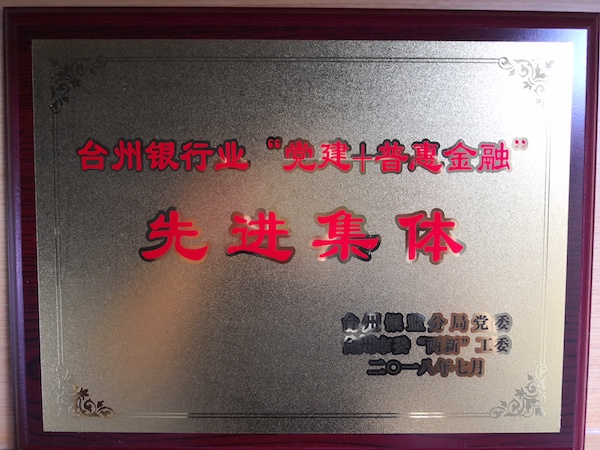 台州银行业“党建+普惠金融”
先进集体
台州银监分局党委
台州市委“两新”工委
二〇一八年七月